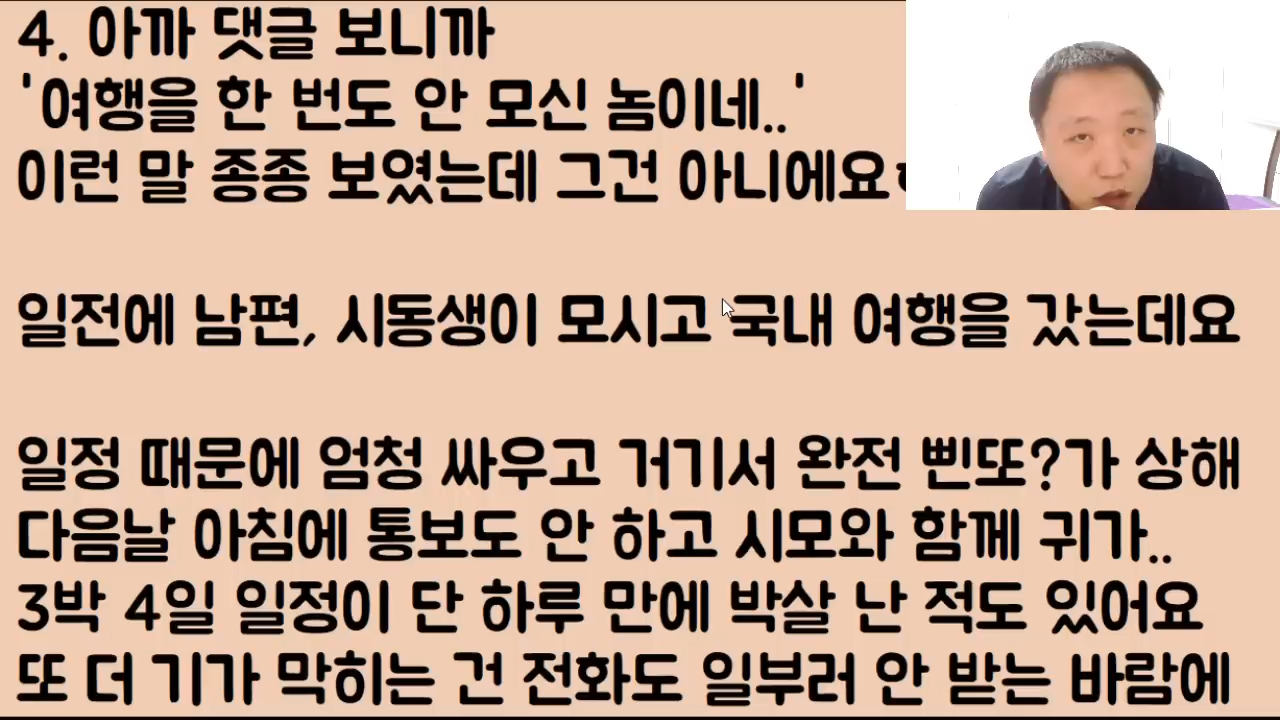 4. 아까 댓글 보니까
'여행을 한 번도 안 모신 놈이네..'
이런 말 종종 보였는데 그건 아니에요
일전에 남편, 시동생이 모시고 국내 여행을 갔는데요
일정 때문에 엄청 싸우고 거기서 완전 삔또?가 상해
다음날 아침에 통보도 안 하고 시모와 함께 귀가..
3박 4일 일정이 단 하루 만에 박살 난 적도 있어요
또 더 기가 막히는 건 전화도 일부러 안 받는 바람에